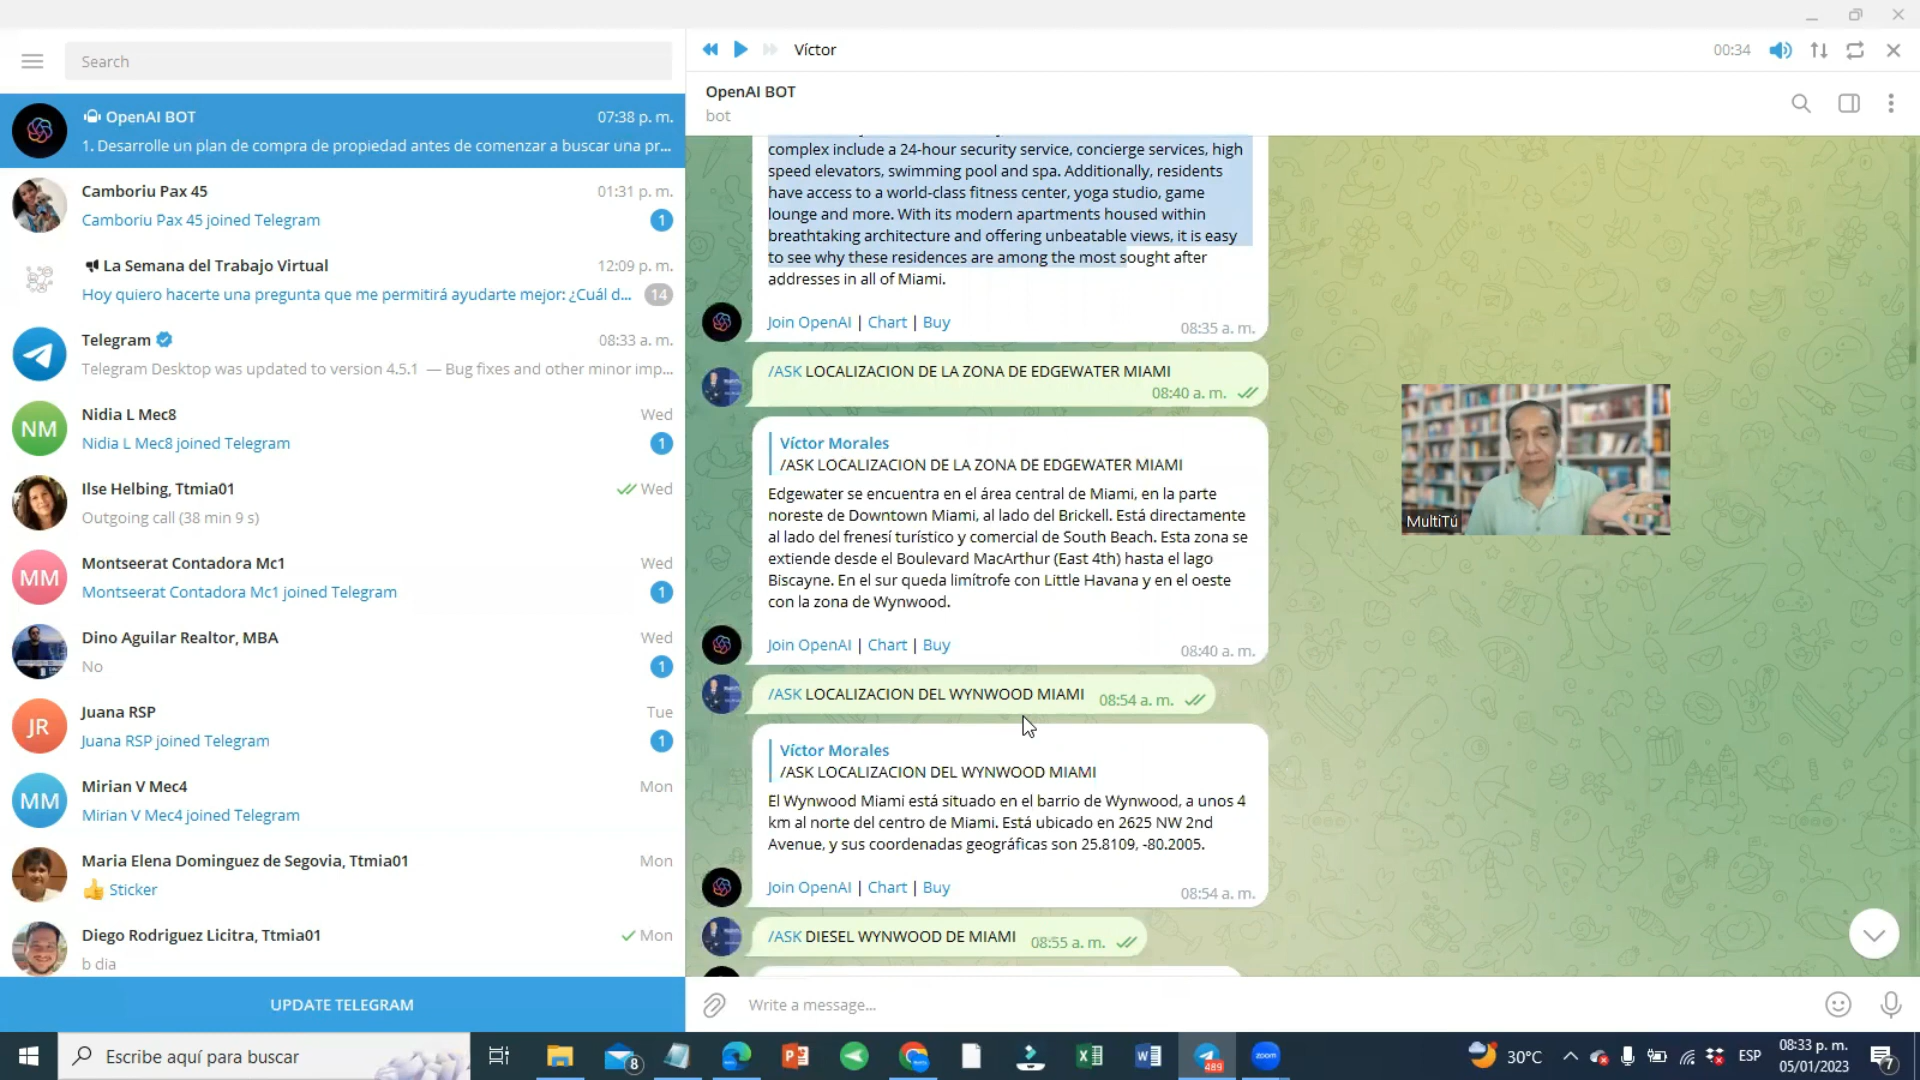 Search
OpenAI BOT
07:38 p. m.
1. Desarrolle un plan de compra de propiedad antes de comenzar a buscar una pr...
Camboriu Pax 45
01:31 p. m.
Camboriu Pax 45 joined Telegram
1
La Semana del Trabajo Virtual
12:09 p. m.
Hoy quiero hacerte una pregunta que me permitirá ayudarte mejor: ¿Cuál d...
14
Telegram
08:33 a. m.
Telegram Desktop was updated to version 4.5.1 — Bug fixes and other minor imp...
NM
Nidia L Mec8
Wed
Nidia L Mec8 joined Telegram
1
Ilse Helbing, Ttmia01
Wed
Outgoing call (38 min 9 s)
MM
Montseerat Contadora Mc1
Wed
Montseerat Contadora Mc1 joined Telegram
1
Dino Aguilar Realtor, MBA
Wed
No
1
JR
Juana RSP
Tue
Juana RSP joined Telegram
1
MM
Mirian V Mec4
Mon
Mirian V Mec4 joined Telegram
Maria Elena Dominguez de Segovia, Ttmia01
Mon
Sticker
Diego Rodriguez Licitra, Ttmia01
Mon
b dia
UPDATE TELEGRAM
Víctor
00:34
OpenAI BOT
bot
complex include a 24-hour security service, concierge services, high
speed elevators, swimming pool and spa. Additionally, residents
have access to a world-class fitness center, yoga studio, game
lounge and more. With its modern apartments housed within
breathtaking architecture and offering unbeatable views, it is easy
to see why these residences are among the most sought after
addresses in all of Miami.
Join OpenAI | Chart | Buy
08:35 a. m.
/ASK LOCALIZACION DE LA ZONA DE EDGEWATER MIAMI
08:40 a. m.
Víctor Morales
/ASK LOCALIZACION DE LA ZONA DE EDGEWATER MIAMI
Edgewater se encuentra en el área central de Miami, en la parte
noreste de Downtown Miami, al lado del Brickell. Está directamente
al lado del frenesí turístico y comercial de South Beach. Esta zona se
extiende desde el Boulevard MacArthur (East 4th) hasta el lago
Biscayne. En el sur queda limítrofe con Little Havana y en el oeste
con la zona de Wynwood.
Join OpenAI | Chart | Buy
08:40 a. m.
/ASK LOCALIZACION DEL WYNWOOD MIAMI
08:54 a. m.
Víctor Morales
/ASK LOCALIZACION DEL WYNWOOD MIAMI
El Wynwood Miami está situado en el barrio de Wynwood, a unos 4
km al norte del centro de Miami. Está ubicado en 2625 NW 2nd
Avenue, y sus coordenadas geográficas son 25.8109, -80.2005.
Join OpenAI | Chart | Buy
08:54 a. m.
/ASK DIESEL WYNWOOD DE MIAMI
08:55 a. m.
MultiTú
Write a message...
Escribe aquí para buscar
8
489
zoom
30°C
ESP
08:33 p. m.
05/01/2023
7